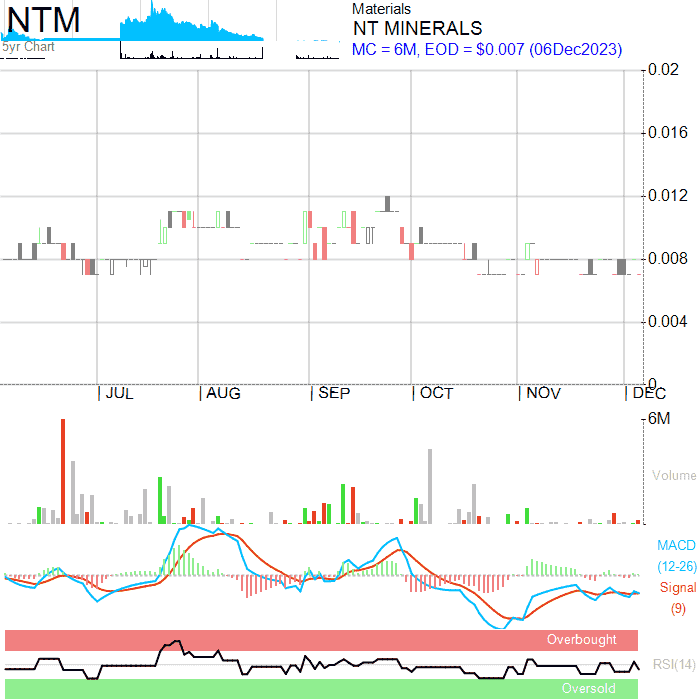 NTM
5yr Chart
Materials
NT MINERALS
MC = 6M, EOD = $0.007 (06Dec2023)
0.02
0.016
0.012
0.008
0.004
0
JUL AUG SEP OCT NOV DEC
6M
Volume
MACD
(12-26)
Signal
(9)
Overbought
RSI(14)
Oversold